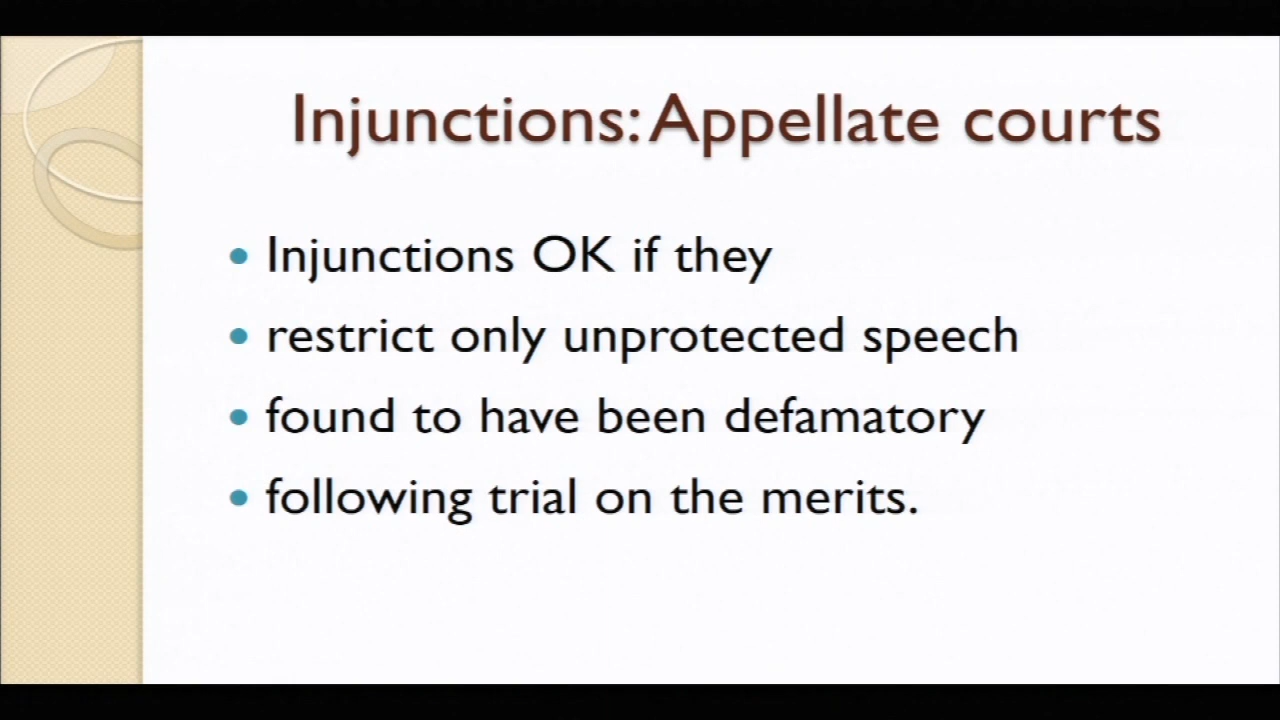 Injunctions: Appellate courts
Injunctions OK if they
restrict only unprotected speech
found to have been defamatory
following trial on the merits.